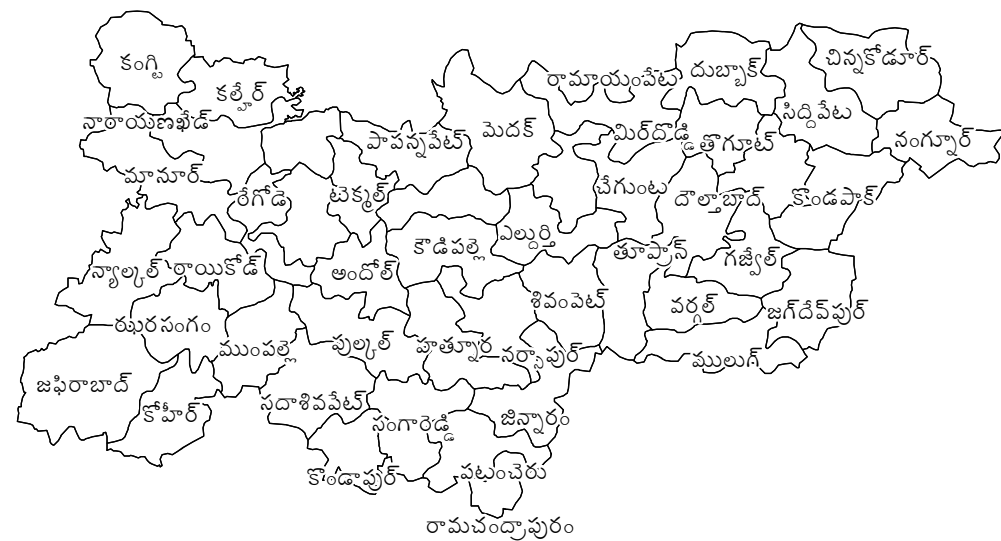 కంగ్టి
చిన్నకోడూర్
కల్హేర్
రామాయంపేట
దుబ్బాక్
నారాయణఖేడ్
సిద్దిపేట
పాపన్నపేట్
మెదక్
మిర్‌దొడ్డి
తొగూట్
నంగ్నూర్
మానూర్
రేగోడె
టెక్మల్
చేగుంట
దౌల్తాబాద్
కొండపాక్
కౌడిపల్లె
ఎల్దుర్తి
తూప్రాన్
గజ్వేల్
న్యాల్కల్
రాయికోడ్
అందోల్
శివంపెట్
వర్గల్
జగ్‌దేవ్‌పుర్
ఝరసంగం
ముంపల్లె
పుల్కల్
హత్నూర
నర్సాపుర్
ములుగ్
జహిరాబాద్
కోహీర్
సదాశివపేట్
సంగారెడ్డి
జిన్నారం
కొండాపుర్
పటంచెరు
రామచంద్రాపురం